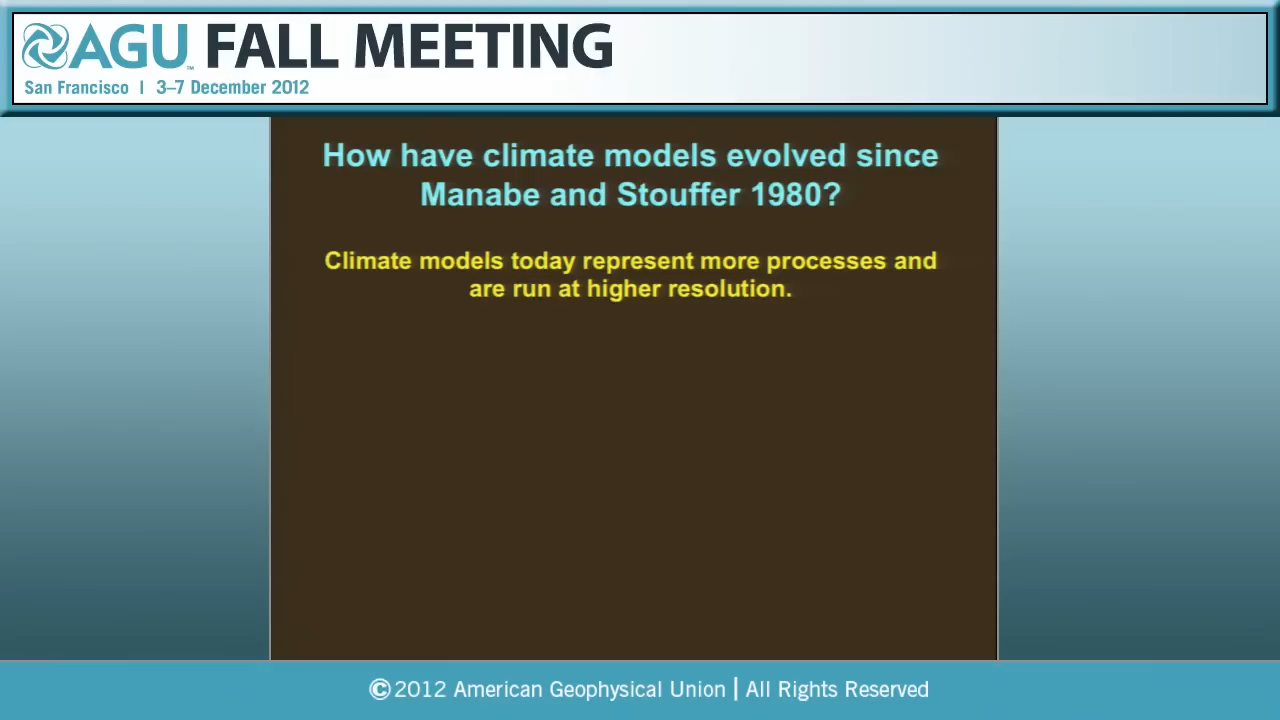 AGU™ FALL MEETING
San Francisco | 3–7 December 2012
How have climate models evolved since
Manabe and Stouffer 1980?
Climate models today represent more processes and
are run at higher resolution.
©2012 American Geophysical Union | All Rights Reserved